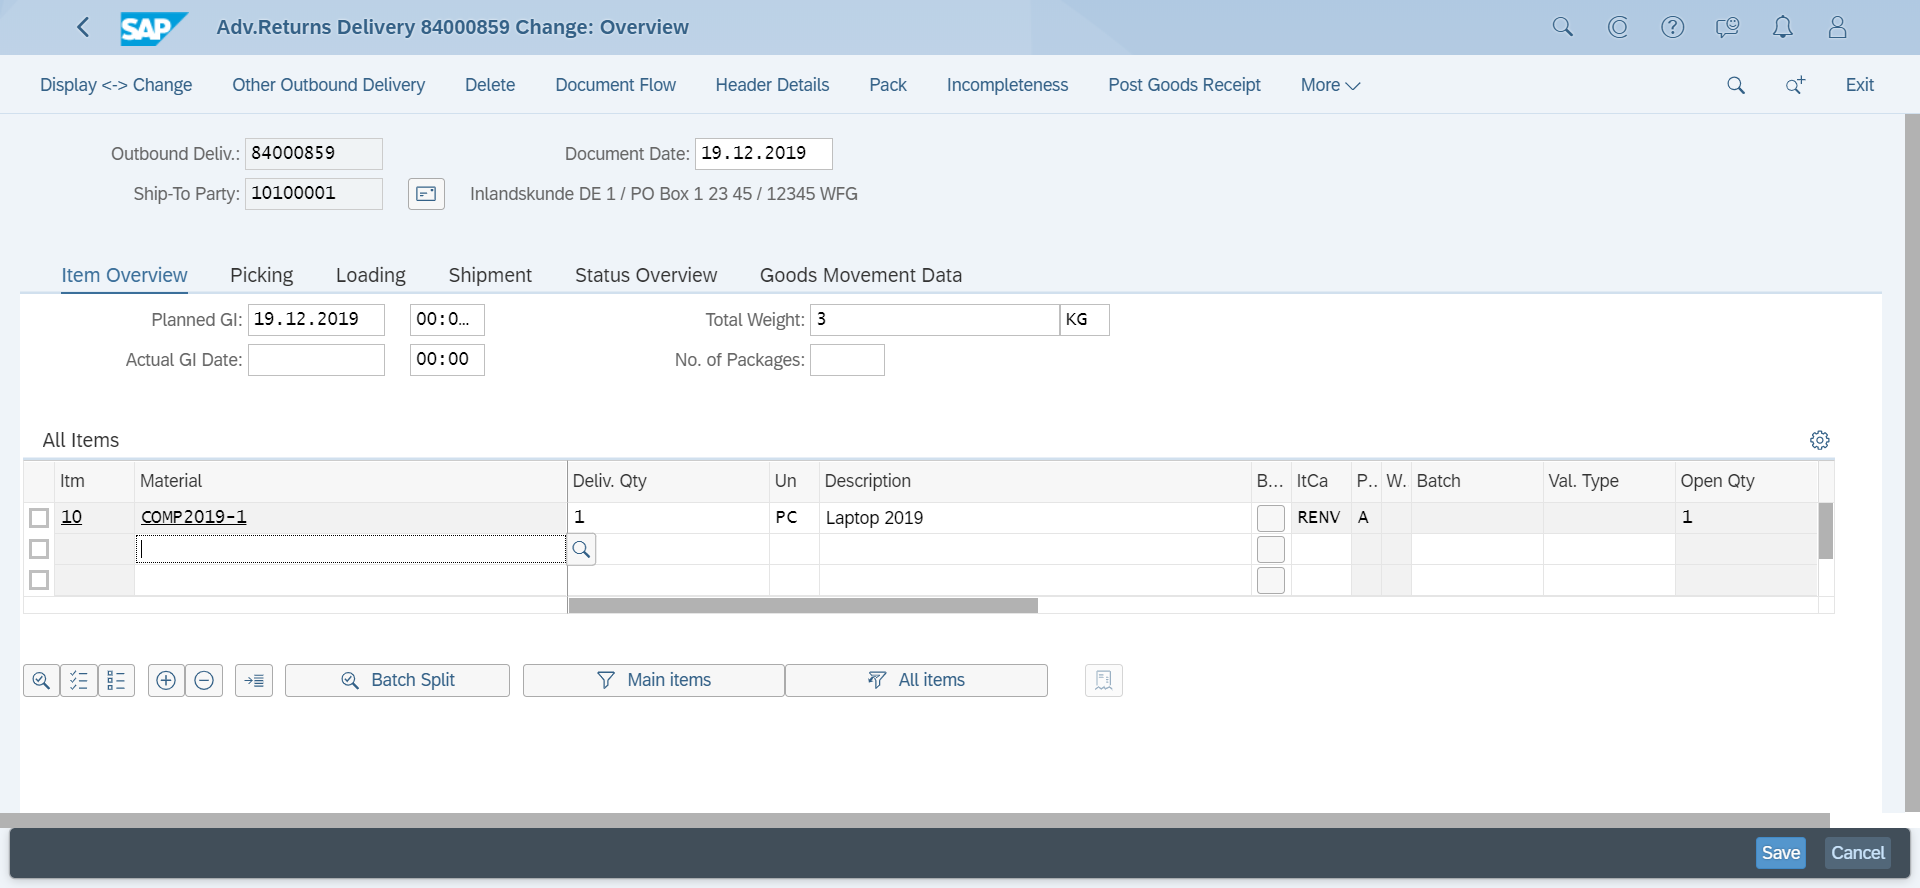 SAP Adv.Returns Delivery 84000859 Change: Overview
Display <-> Change Other Outbound Delivery Delete Document Flow Header Details Pack Incompleteness Post Goods Receipt More Exit
Outbound Deliv.: 84000859 Document Date: 19.12.2019
Ship-To Party: 10100001 Inlandskunde DE 1 / PO Box 1 23 45 / 12345 WFG
Item Overview Picking Loading Shipment Status Overview Goods Movement Data
Planned GI: 19.12.2019 00:0... Total Weight: 3 KG
Actual GI Date: 00:00 No. of Packages:
All Items
Itm Material Deliv. Qty Un Description B... ItCa P.. W. Batch Val. Type Open Qty
10 COMP2019-1 1 PC Laptop 2019 RENV A 1
Batch Split Main items All items
Save Cancel